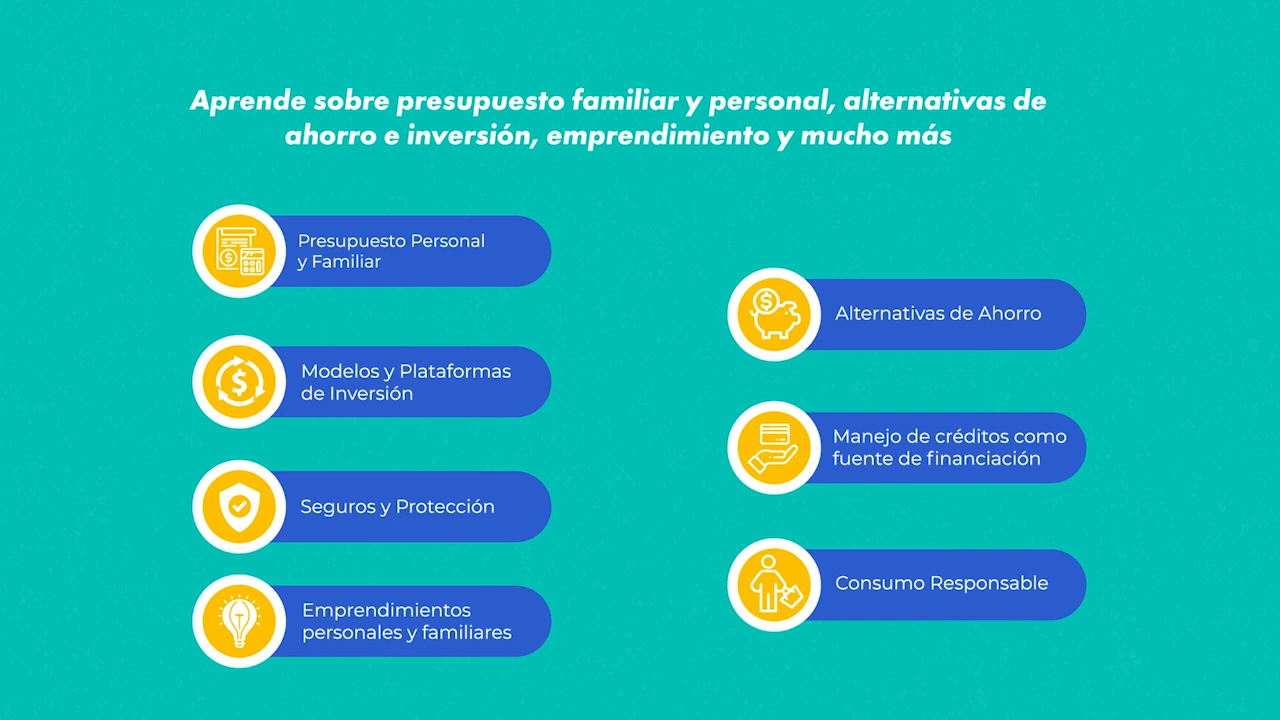 Aprende sobre presupuesto familiar y personal, alternativas de
ahorro e inversión, emprendimiento y mucho más
Presupuesto Personal
y Familiar
Modelos y Plataformas
de Inversión
Seguros y Protección
Emprendimientos
personales y familiares
Alternativas de Ahorro
Manejo de créditos como
fuente de financiación
Consumo Responsable